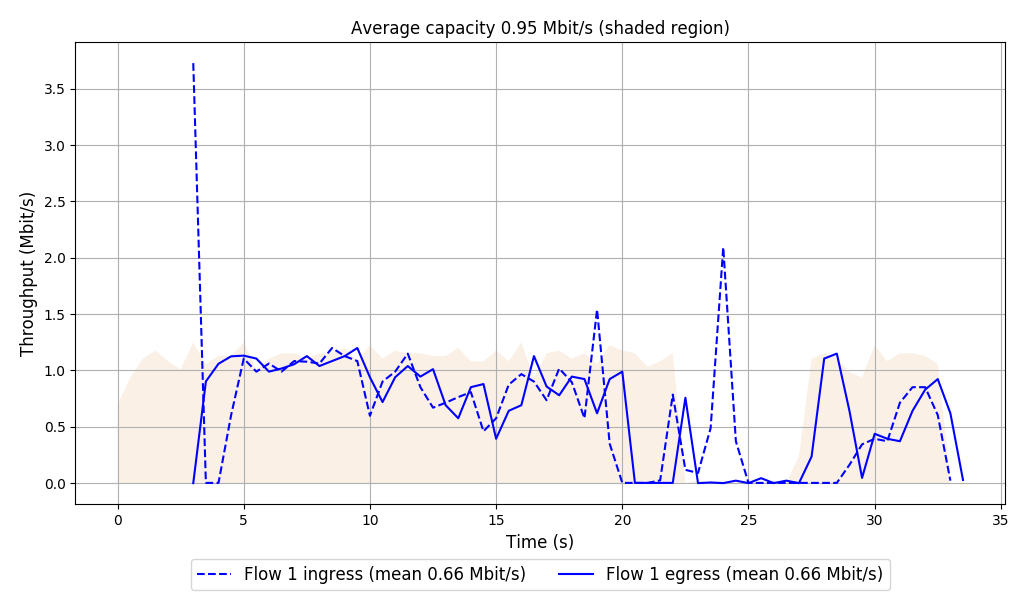 Average capacity 0.95 Mbit/s (shaded region)
Throughput (Mbit/s)
3.5
3.0
2.5
2.0
1.5
1.0
0.5
0.0
0 5 10 15 20 25 30 35
Time (s)
Flow 1 ingress (mean 0.66 Mbit/s) Flow 1 egress (mean 0.66 Mbit/s)